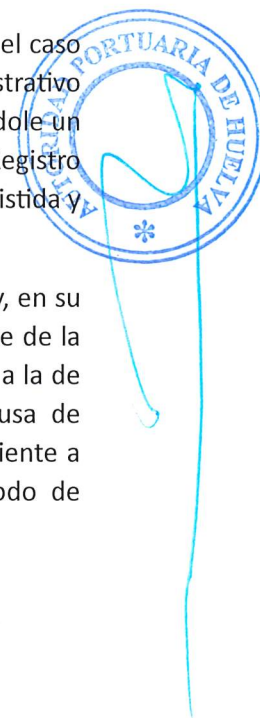 el caso
strativo
dole un
egistro
istida y
y, en su
e de la
a la de
usa de
iente a
odo de
AUTORIDAD PORTUARIA DE HUELVA